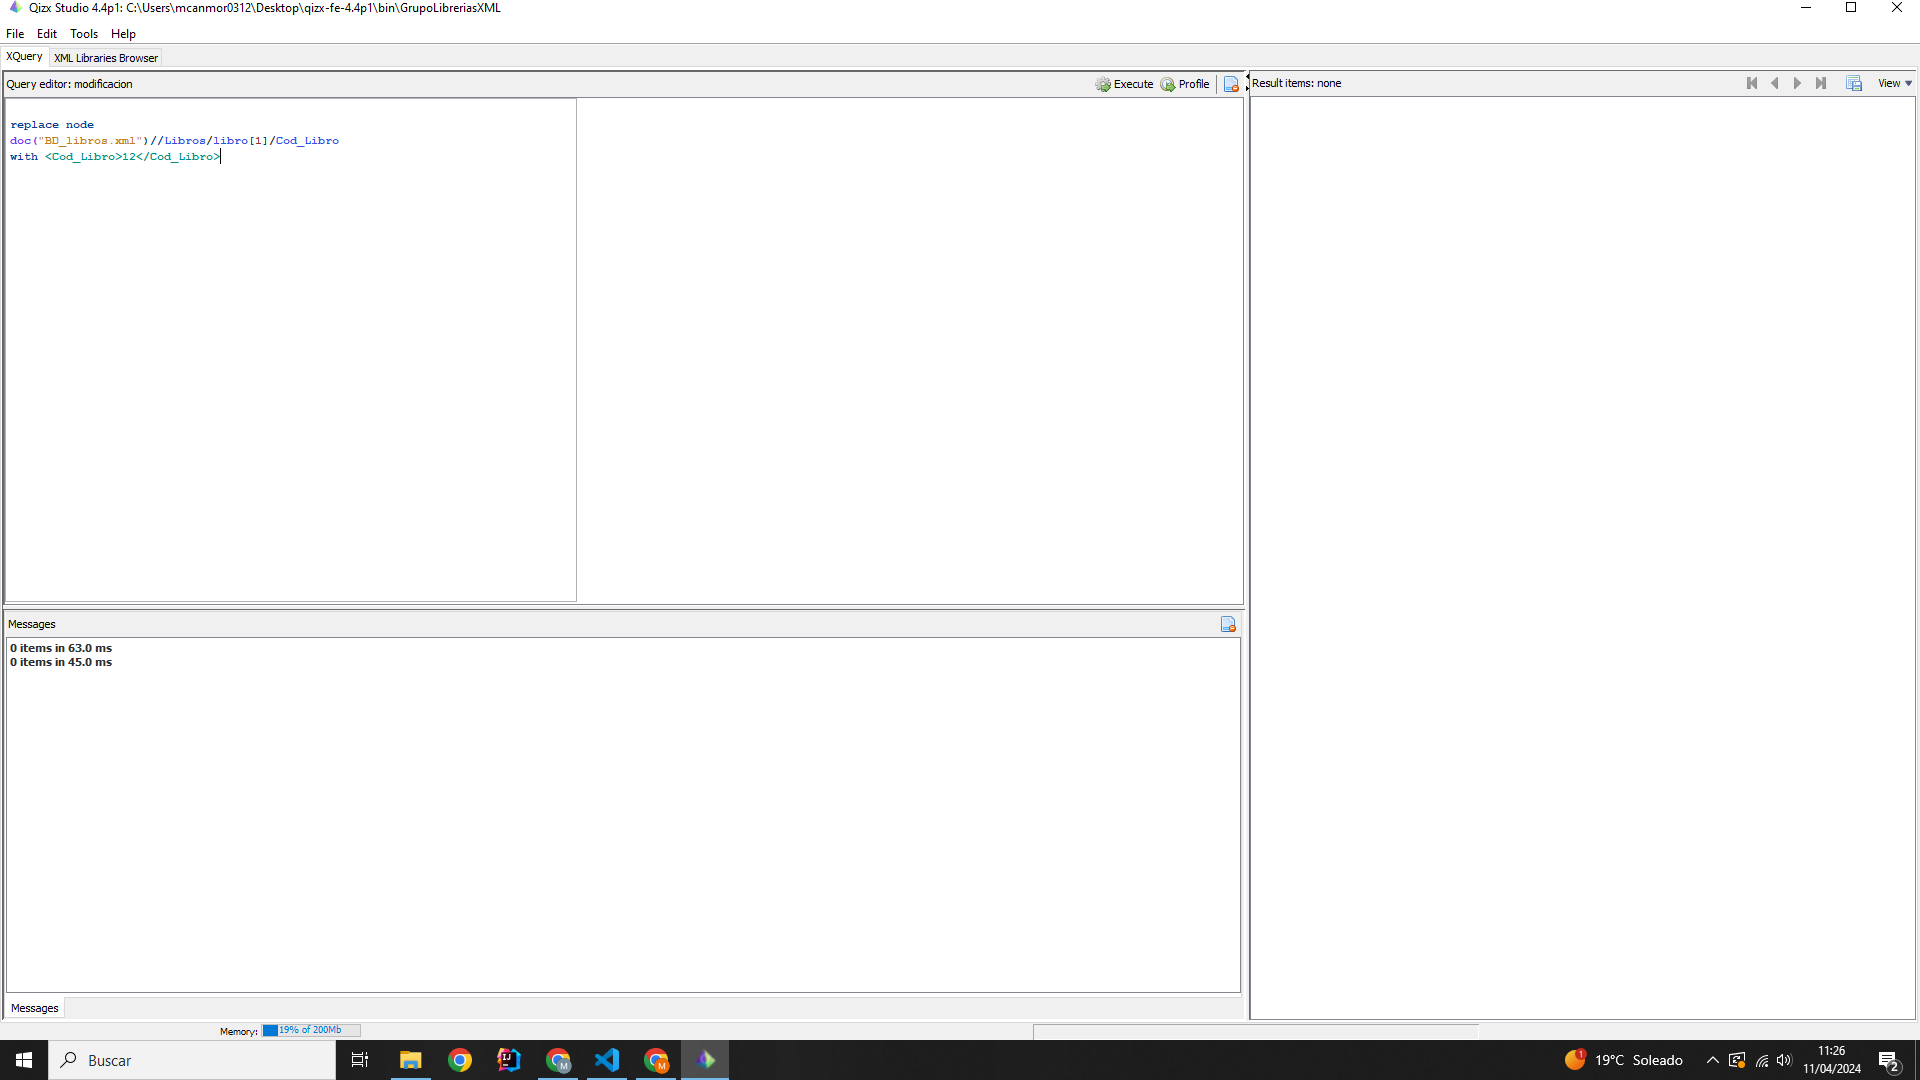 Qizx Studio 4.4p1: C:\Users\mcanmor0312\Desktop\qizx-fe-4.4p1\bin\GrupoLibreriasXML
File Edit Tools Help
XQuery XML Libraries Browser
Query editor: modificacion Execute Profile
replace node
doc("BD_libros.xml")//Libros/libro[1]/Cod_Libro
with <Cod_Libro>12</Cod_Libro>
Result items: none View
Messages
0 items in 63.0 ms
0 items in 45.0 ms
Messages
Memory: 19% of 200Mb
Buscar
IJ
M
M
1
19°C Soleado
11:26
11/04/2024
2